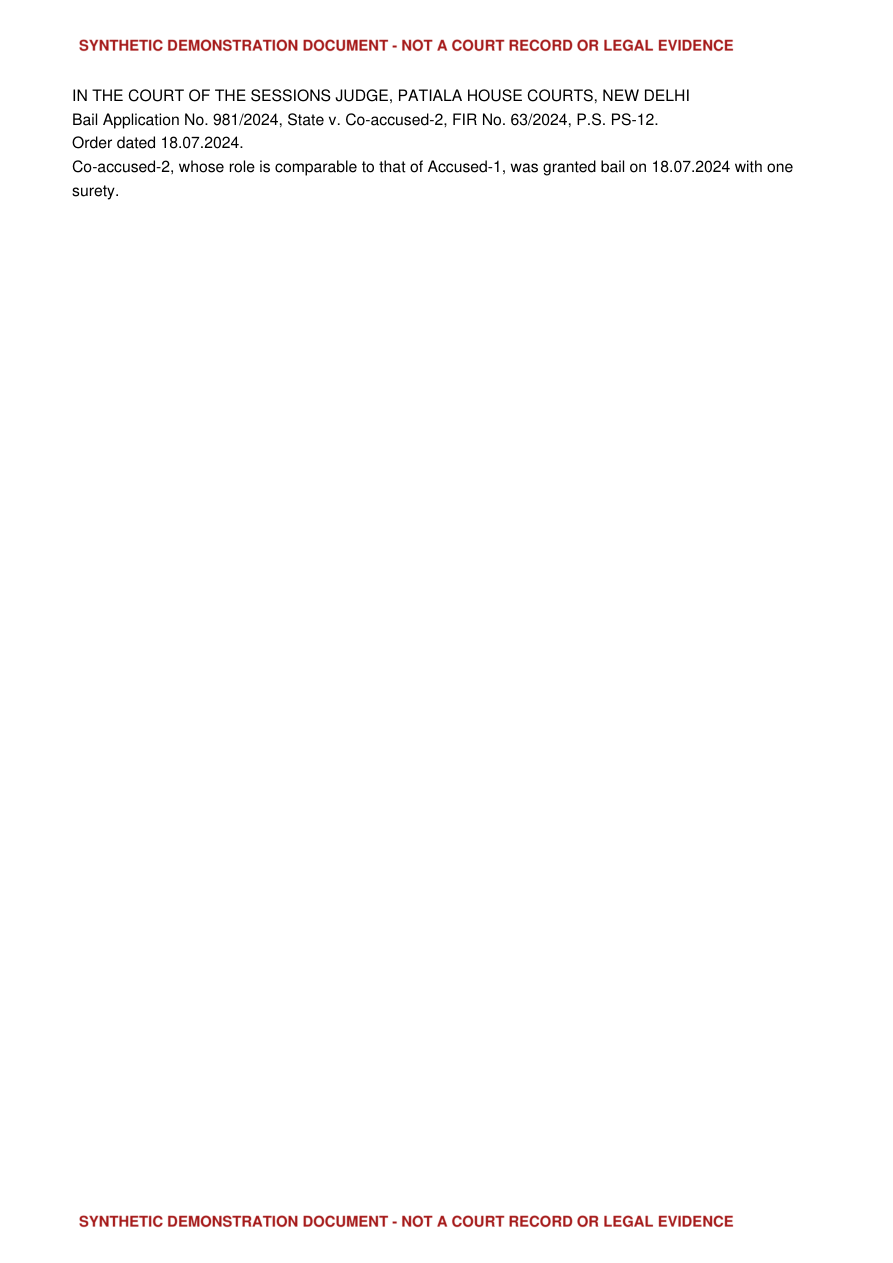 SYNTHETIC DEMONSTRATION DOCUMENT - NOT A COURT RECORD OR LEGAL EVIDENCE
IN THE COURT OF THE SESSIONS JUDGE, PATIALA HOUSE COURTS, NEW DELHI
Bail Application No. 981/2024, State v. Co-accused-2, FIR No. 63/2024, P.S. PS-12.
Order dated 18.07.2024.
Co-accused-2, whose role is comparable to that of Accused-1, was granted bail on 18.07.2024 with one
surety.
SYNTHETIC DEMONSTRATION DOCUMENT - NOT A COURT RECORD OR LEGAL EVIDENCE